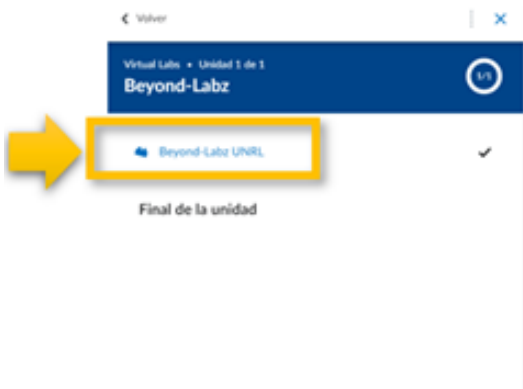 Volver
Virtual Labs • Unidad 1 de 1
Beyond-Labz
1/1
Beyond-Labz UNRL
Final de la unidad